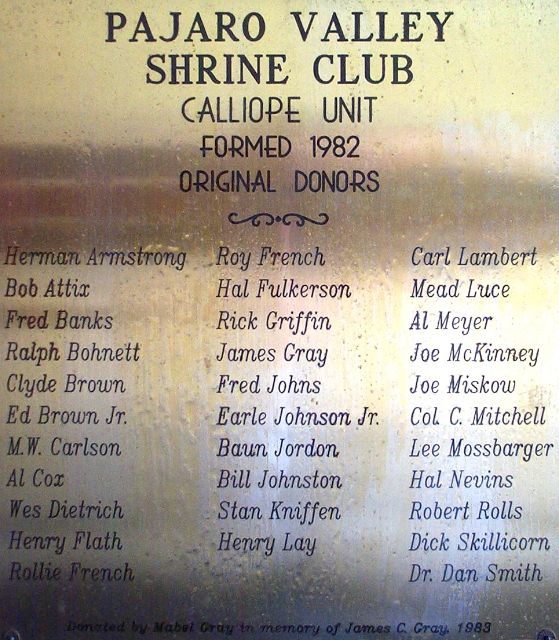 PAJARO VALLEY
SHRINE CLUB
CALLIOPE UNIT
FORMED 1982
ORIGINAL DONORS
Herman Armstrong
Bob Attix
Fred Banks
Ralph Bohnett
Clyde Brown
Ed Brown Jr.
M.W. Carlson
Al Cox
Wes Dietrich
Henry Flath
Rollie French
Roy French
Hal Fulkerson
Rick Griffin
James Gray
Fred Johns
Earle Johnson Jr.
Baun Jordon
Bill Johnston
Stan Kniffen
Henry Lay
Carl Lambert
Mead Luce
Al Meyer
Joe McKinney
Joe Miskow
Col. C. Mitchell
Lee Mossbarger
Hal Nevins
Robert Rolls
Dick Skillicorn
Dr. Dan Smith
Donated by Mabel Gray in memory of James C. Gray, 1983